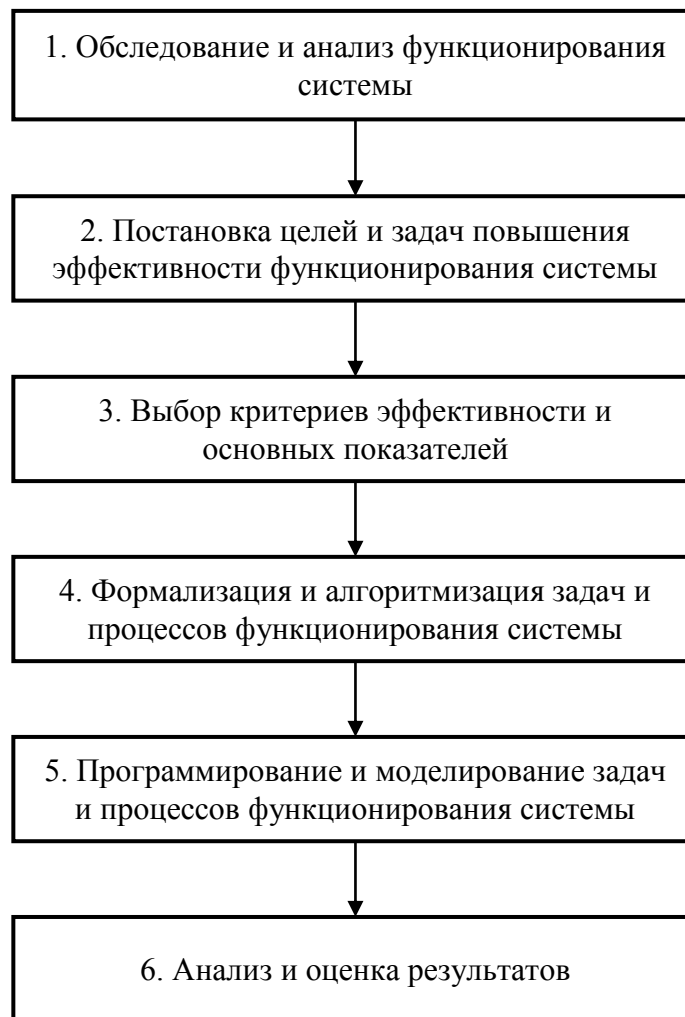 1. Обследование и анализ функционирования
системы
2. Постановка целей и задач повышения
эффективности функционирования системы
3. Выбор критериев эффективности и
основных показателей
4. Формализация и алгоритмизация задач и
процессов функционирования системы
5. Программирование и моделирование задач
и процессов функционирования системы
6. Анализ и оценка результатов